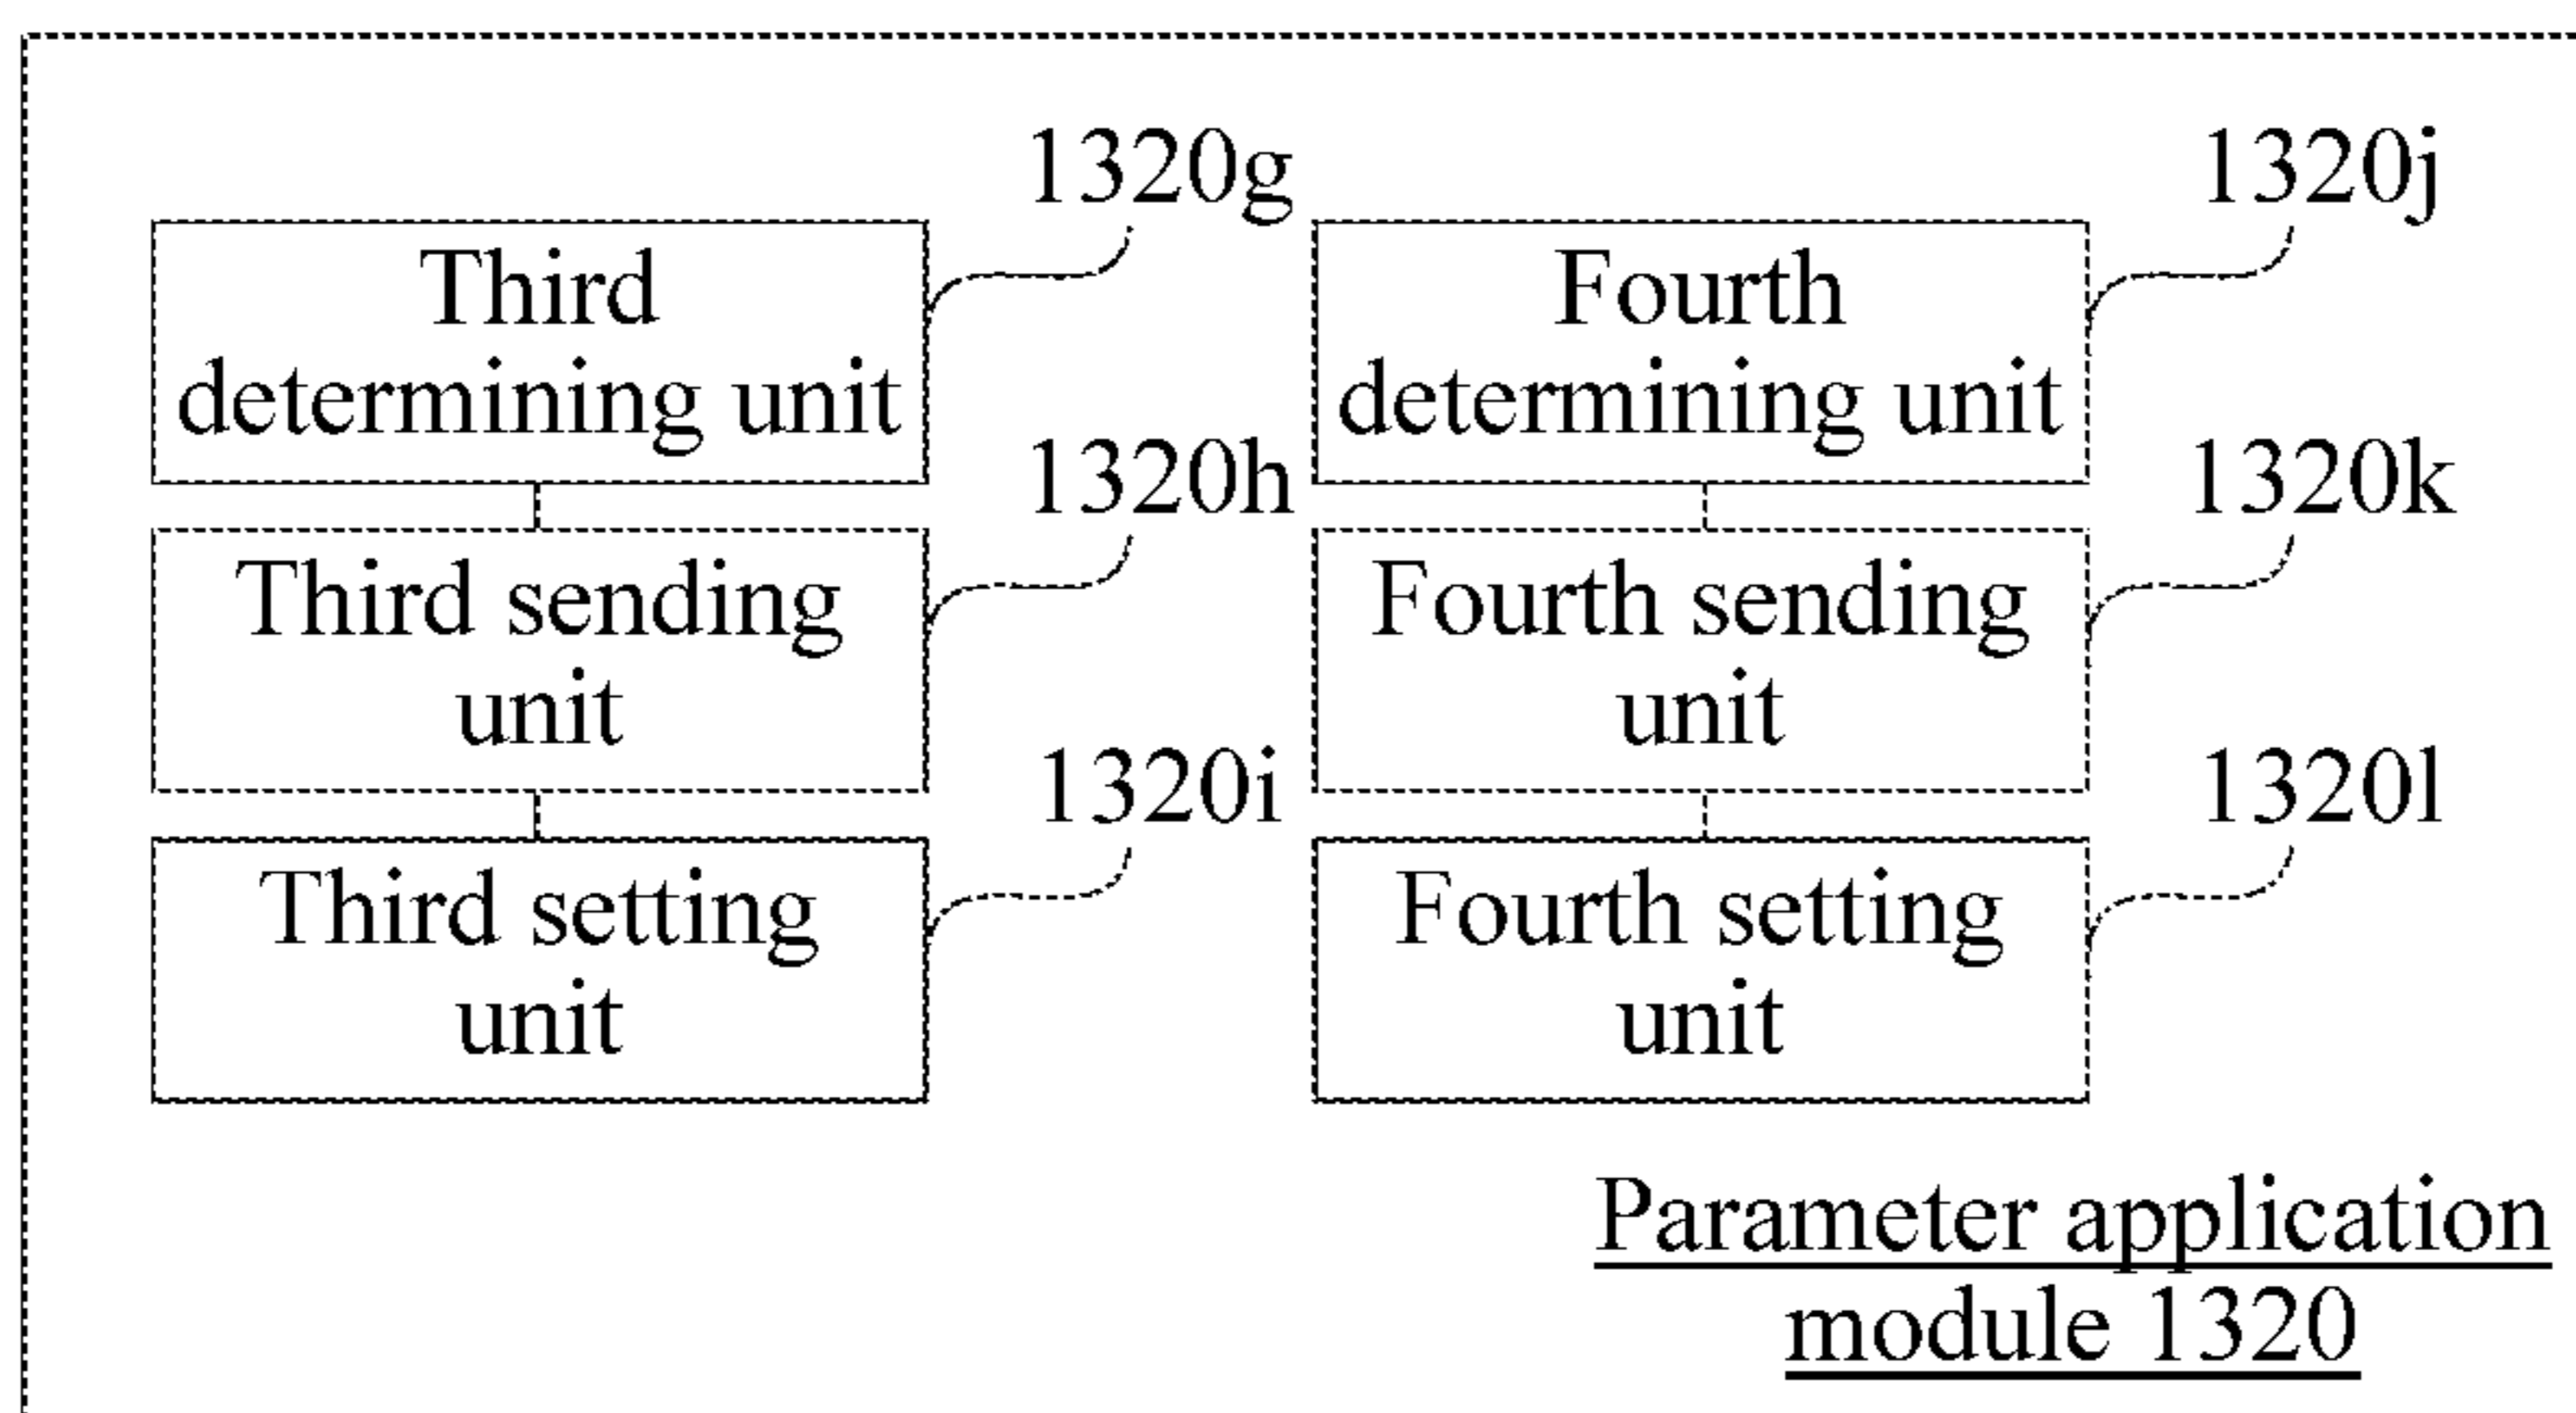 1320g
Third
determining unit
1320h
Third sending
unit
1320i
Third setting
unit
1320j
Fourth
determining unit
1320k
Fourth sending
unit
1320l
Fourth setting
unit
Parameter application
module 1320